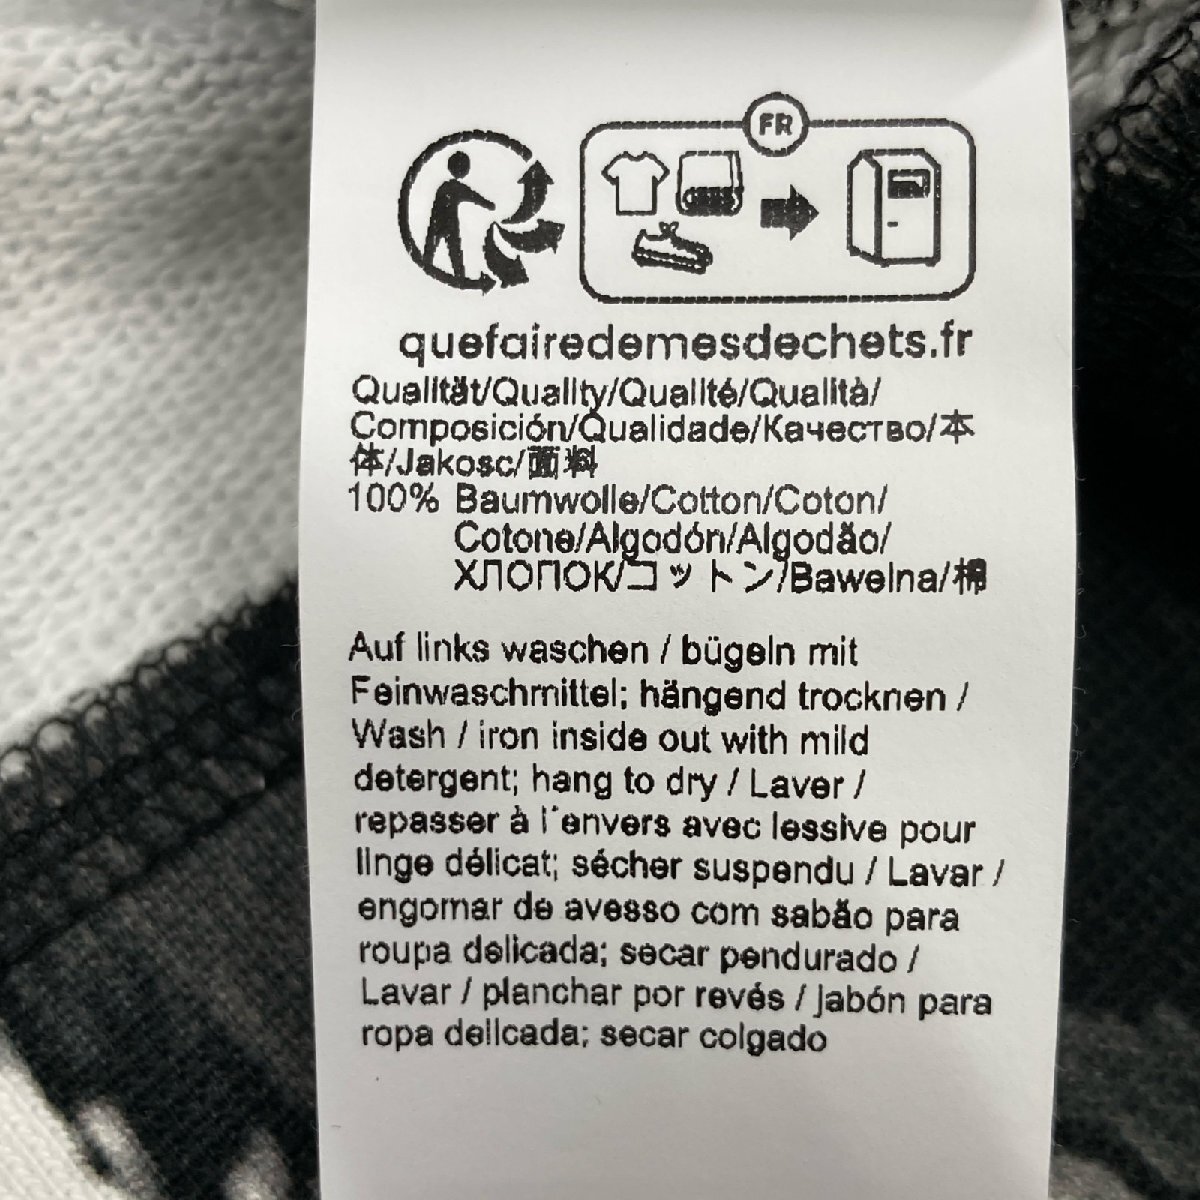 FR
quefairedemesdechets.fr
Qualität/Quality/Qualité/Qualità/
Composición/Qualidade/Качество/本
体/Jakosc/面料
100% Baumwolle/Cotton/Coton/
Cotone/Algodón/Algodão/
ХЛОПОК/コットン/Bawelna/棉
Auf links waschen / bügeln mit
Feinwaschmittel; hängend trocknen /
Wash / iron inside out with mild
detergent; hang to dry / Laver /
repasser à l´envers avec lessive pour
linge délicat; sécher suspendu / Lavar /
engomar de avesso com sabão para
roupa delicada; secar pendurado /
Lavar / planchar por revés / jabón para
ropa delicada; secar colgado